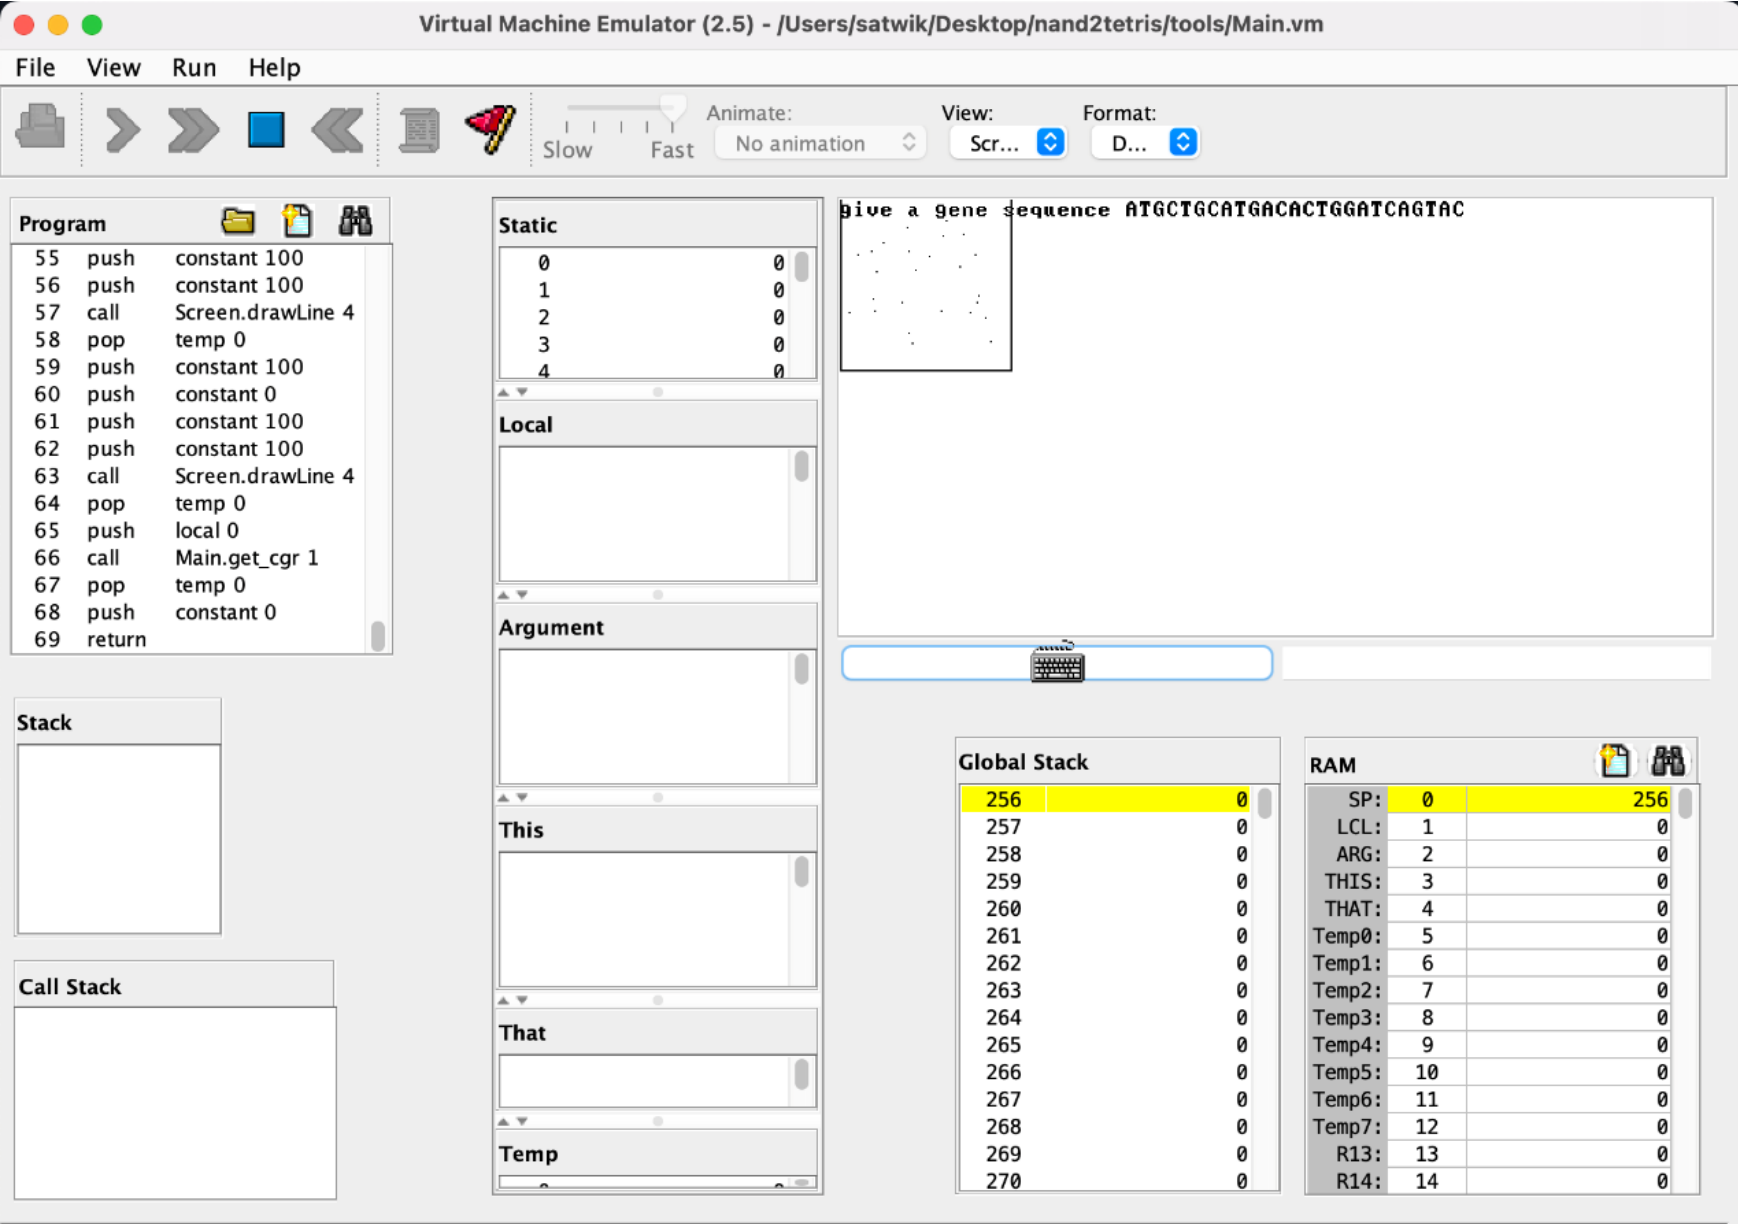 Virtual Machine Emulator (2.5) - /Users/satwik/Desktop/nand2tetris/tools/Main.vm
File View Run Help
Slow Fast
Animate:
No animation
View:
Scr...
Format:
D...
Program
55 push constant 100
56 push constant 100
57 call Screen.drawLine 4
58 pop temp 0
59 push constant 100
60 push constant 0
61 push constant 100
62 push constant 100
63 call Screen.drawLine 4
64 pop temp 0
65 push local 0
66 call Main.get_cgr 1
67 pop temp 0
68 push constant 0
69 return
Stack
Call Stack
Static
0 0
1 0
2 0
3 0
4 0
Local
Argument
This
That
Temp
give a gene sequence ATGCTGCATGACACTGGATCAGTAC
Global Stack
256 0
257 0
258 0
259 0
260 0
261 0
262 0
263 0
264 0
265 0
266 0
267 0
268 0
269 0
270 0
RAM
SP: 0 256
LCL: 1 0
ARG: 2 0
THIS: 3 0
THAT: 4 0
Temp0: 5 0
Temp1: 6 0
Temp2: 7 0
Temp3: 8 0
Temp4: 9 0
Temp5: 10 0
Temp6: 11 0
Temp7: 12 0
R13: 13 0
R14: 14 0